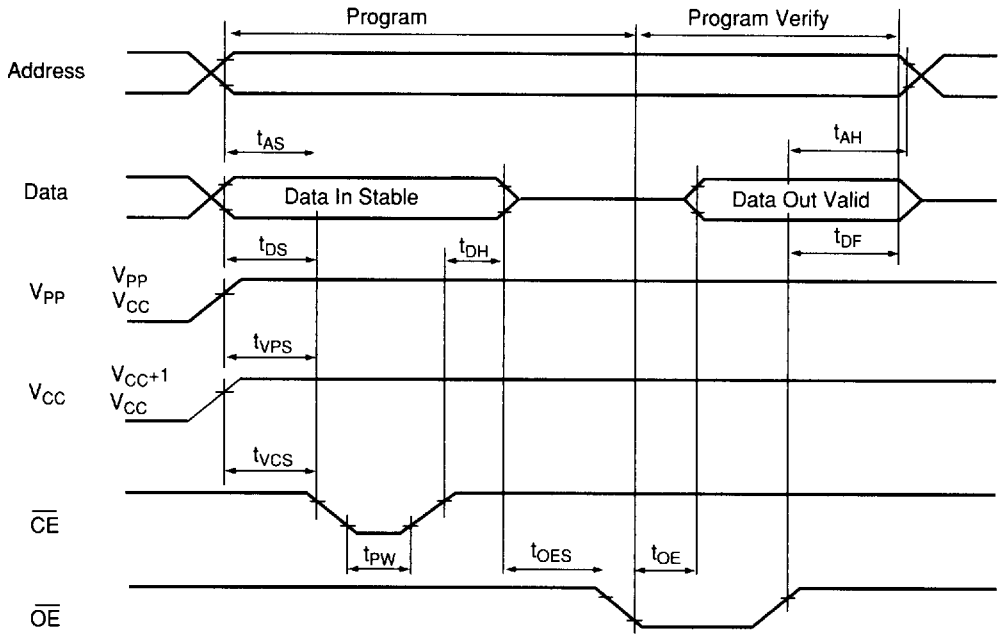 Program
Program Verify
Address
tAS
tAH
Data
Data In Stable
Data Out Valid
tDS
tDH
tDF
VPP
VPP
VCC
tVPS
VCC
VCC+1
VCC
tVCS
CE
tPW
tOES
tOE
OE